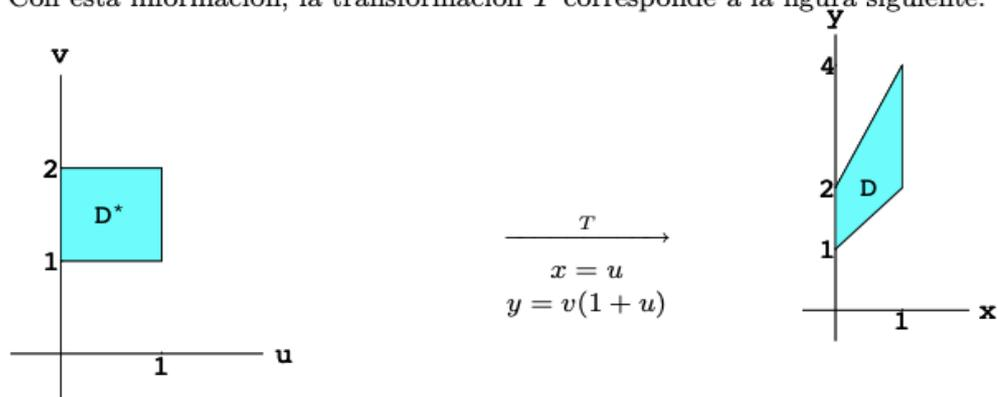 Con esta información, la transformación T corresponde a la figura siguiente:
v
2
D*
1
1
u
T
x = u
y = v(1 + u)
y
4
2
D
1
1
x